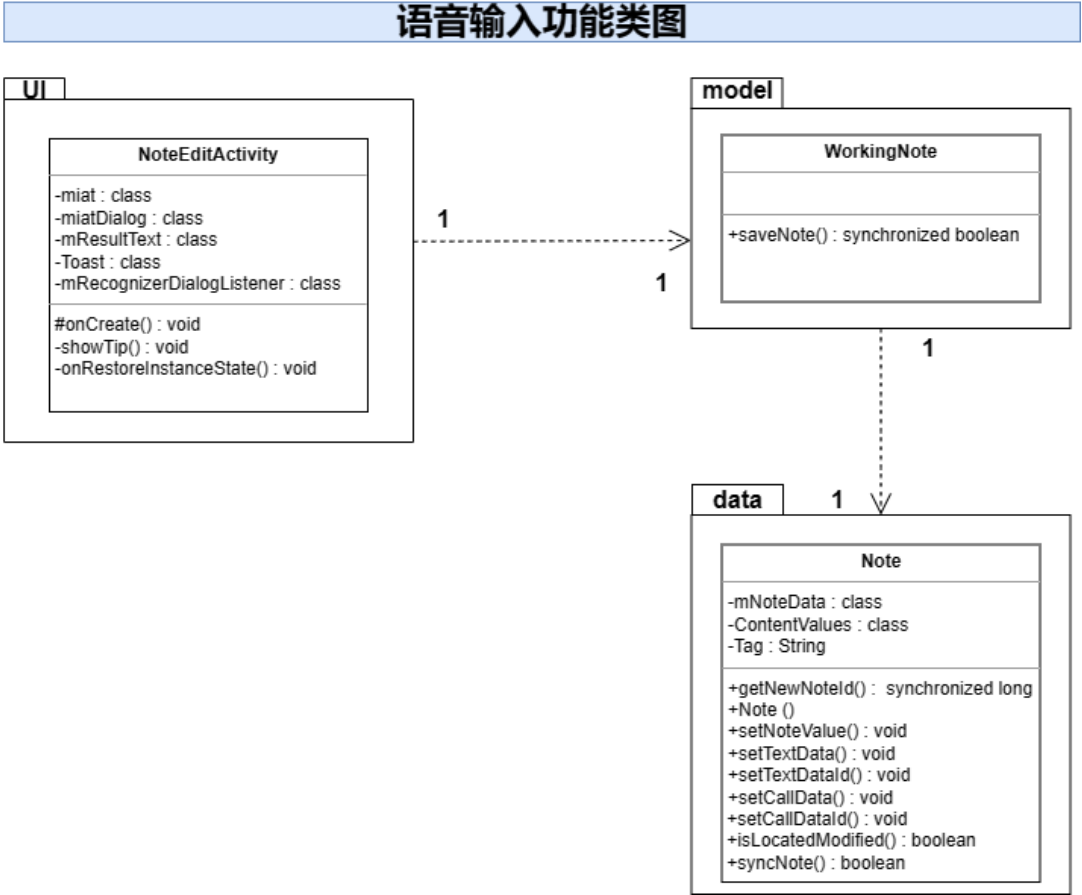 语音输入功能类图
UI
NoteEditActivity
-miat : class
-miatDialog : class
-mResultText : class
-Toast : class
-mRecognizerDialogListener : class
#onCreate() : void
-showTip() : void
-onRestoreInstanceState() : void
1
1
model
WorkingNote
+saveNote() : synchronized boolean
1
1
data
Note
-mNoteData : class
-ContentValues : class
-Tag : String
+getNewNoteId() :  synchronized long
+Note ()
+setNoteValue() : void
+setTextData() : void
+setTextDataId() : void
+setCallData() : void
+setCallDataId() : void
+isLocatedModified() : boolean
+syncNote() : boolean